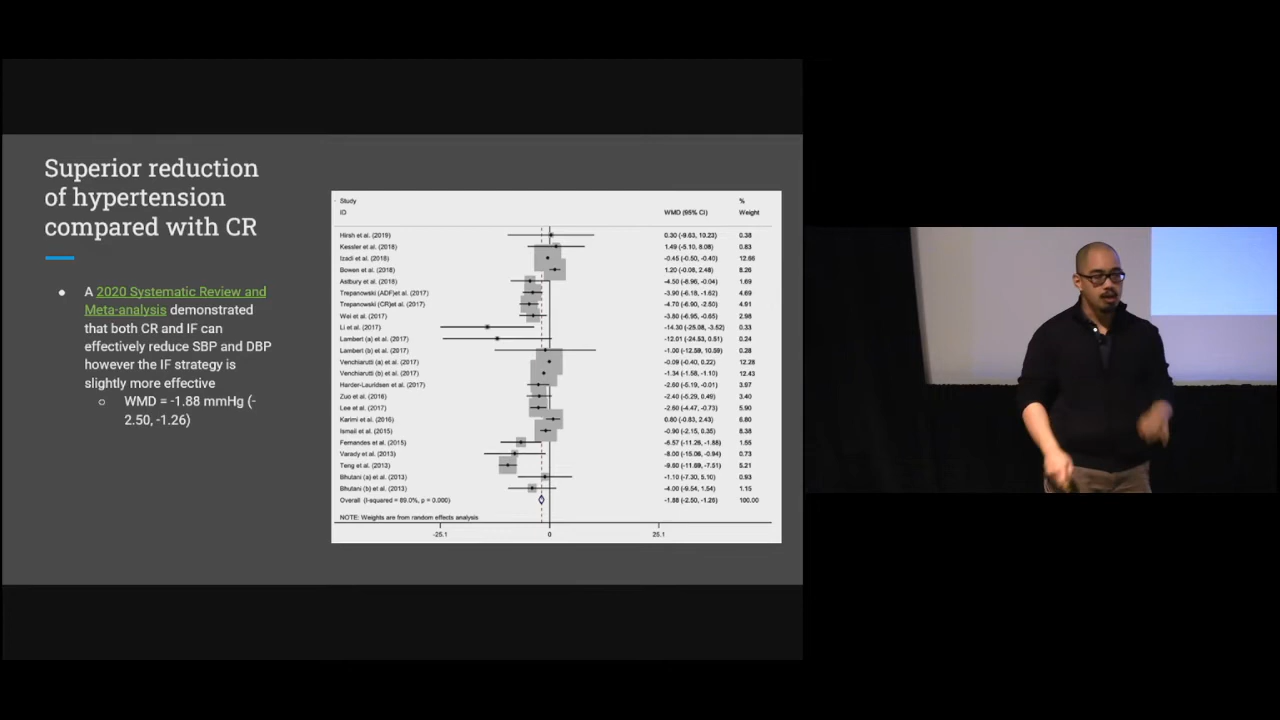 Superior reduction
of hypertension
compared with CR
● A 2020 Systematic Review and
Meta-analysis demonstrated
that both CR and IF can
effectively reduce SBP and DBP
however the IF strategy is
slightly more effective
○ WMD = -1.88 mmHg (-
2.50, -1.26)
Study %
ID WMD (95% CI) Weight
Hirsh et al. (2019) 0.30 (-9.63, 10.23) 0.38
Kessler et al. (2018) 1.49 (-5.10, 8.08) 0.83
Izadi et al. (2018) -0.45 (-0.50, -0.40) 12.66
Bowen et al. (2018) 1.20 (-0.08, 2.48) 8.26
Astbury et al. (2018) -4.50 (-8.96, -0.04) 1.69
Trepanowski (ADF)et al. (2017) -3.90 (-6.18, -1.62) 4.69
Trepanowski (CR)et al. (2017) -4.70 (-6.90, -2.50) 4.91
Wei et al. (2017) -3.80 (-6.95, -0.65) 2.98
Li et al. (2017) -14.30 (-25.08, -3.52) 0.33
Lambert (a) et al. (2017) -12.01 (-24.53, 0.51) 0.24
Lambert (b) et al. (2017) -1.00 (-12.59, 10.59) 0.28
Venchiarutti (a) et al. (2017) -0.09 (-0.40, 0.22) 12.28
Venchiarutti (b) et al. (2017) -1.34 (-1.58, -1.10) 12.43
Harder-Lauridsen et al. (2017) -2.60 (-5.19, -0.01) 3.97
Zuo et al. (2016) -2.40 (-5.29, 0.49) 3.40
Lee et al. (2017) -2.60 (-4.47, -0.73) 5.90
Karimi et al. (2016) 0.80 (-0.83, 2.43) 6.80
Ismail et al. (2015) -0.90 (-2.15, 0.35) 8.38
Fernandes et al. (2015) -6.57 (-11.26, -1.88) 1.55
Varady et al. (2013) -8.00 (-15.06, -0.94) 0.73
Teng et al. (2013) -9.60 (-11.69, -7.51) 5.21
Bhutani (a) et al. (2013) -1.10 (-7.30, 5.10) 0.93
Bhutani (b) et al. (2013) -4.00 (-9.54, 1.54) 1.15
Overall (I-squared = 89.0%, p = 0.000) -1.88 (-2.50, -1.26) 100.00
NOTE: Weights are from random effects analysis
-25.1 0 25.1